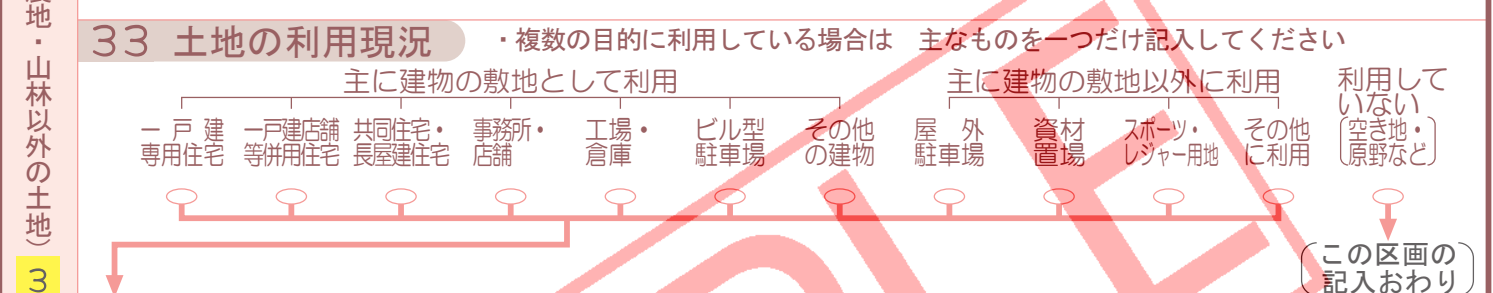 33 土地の利用現況
・複数の目的に利用している場合は 主なものを一つだけ記入してください
主に建物の敷地として利用
一戸建
専用住宅
一戸建店舗
等併用住宅
共同住宅・
長屋建住宅
事務所・
店舗
工場・
倉庫
ビル型
駐車場
その他
の建物
主に建物の敷地以外に利用
屋外
駐車場
資材
置場
スポーツ・
レジャー用地
その他
に利用
利用して
いない
(空き地・
原野など)
(この区画の
記入おわり)
地・山林以外の土地)
3